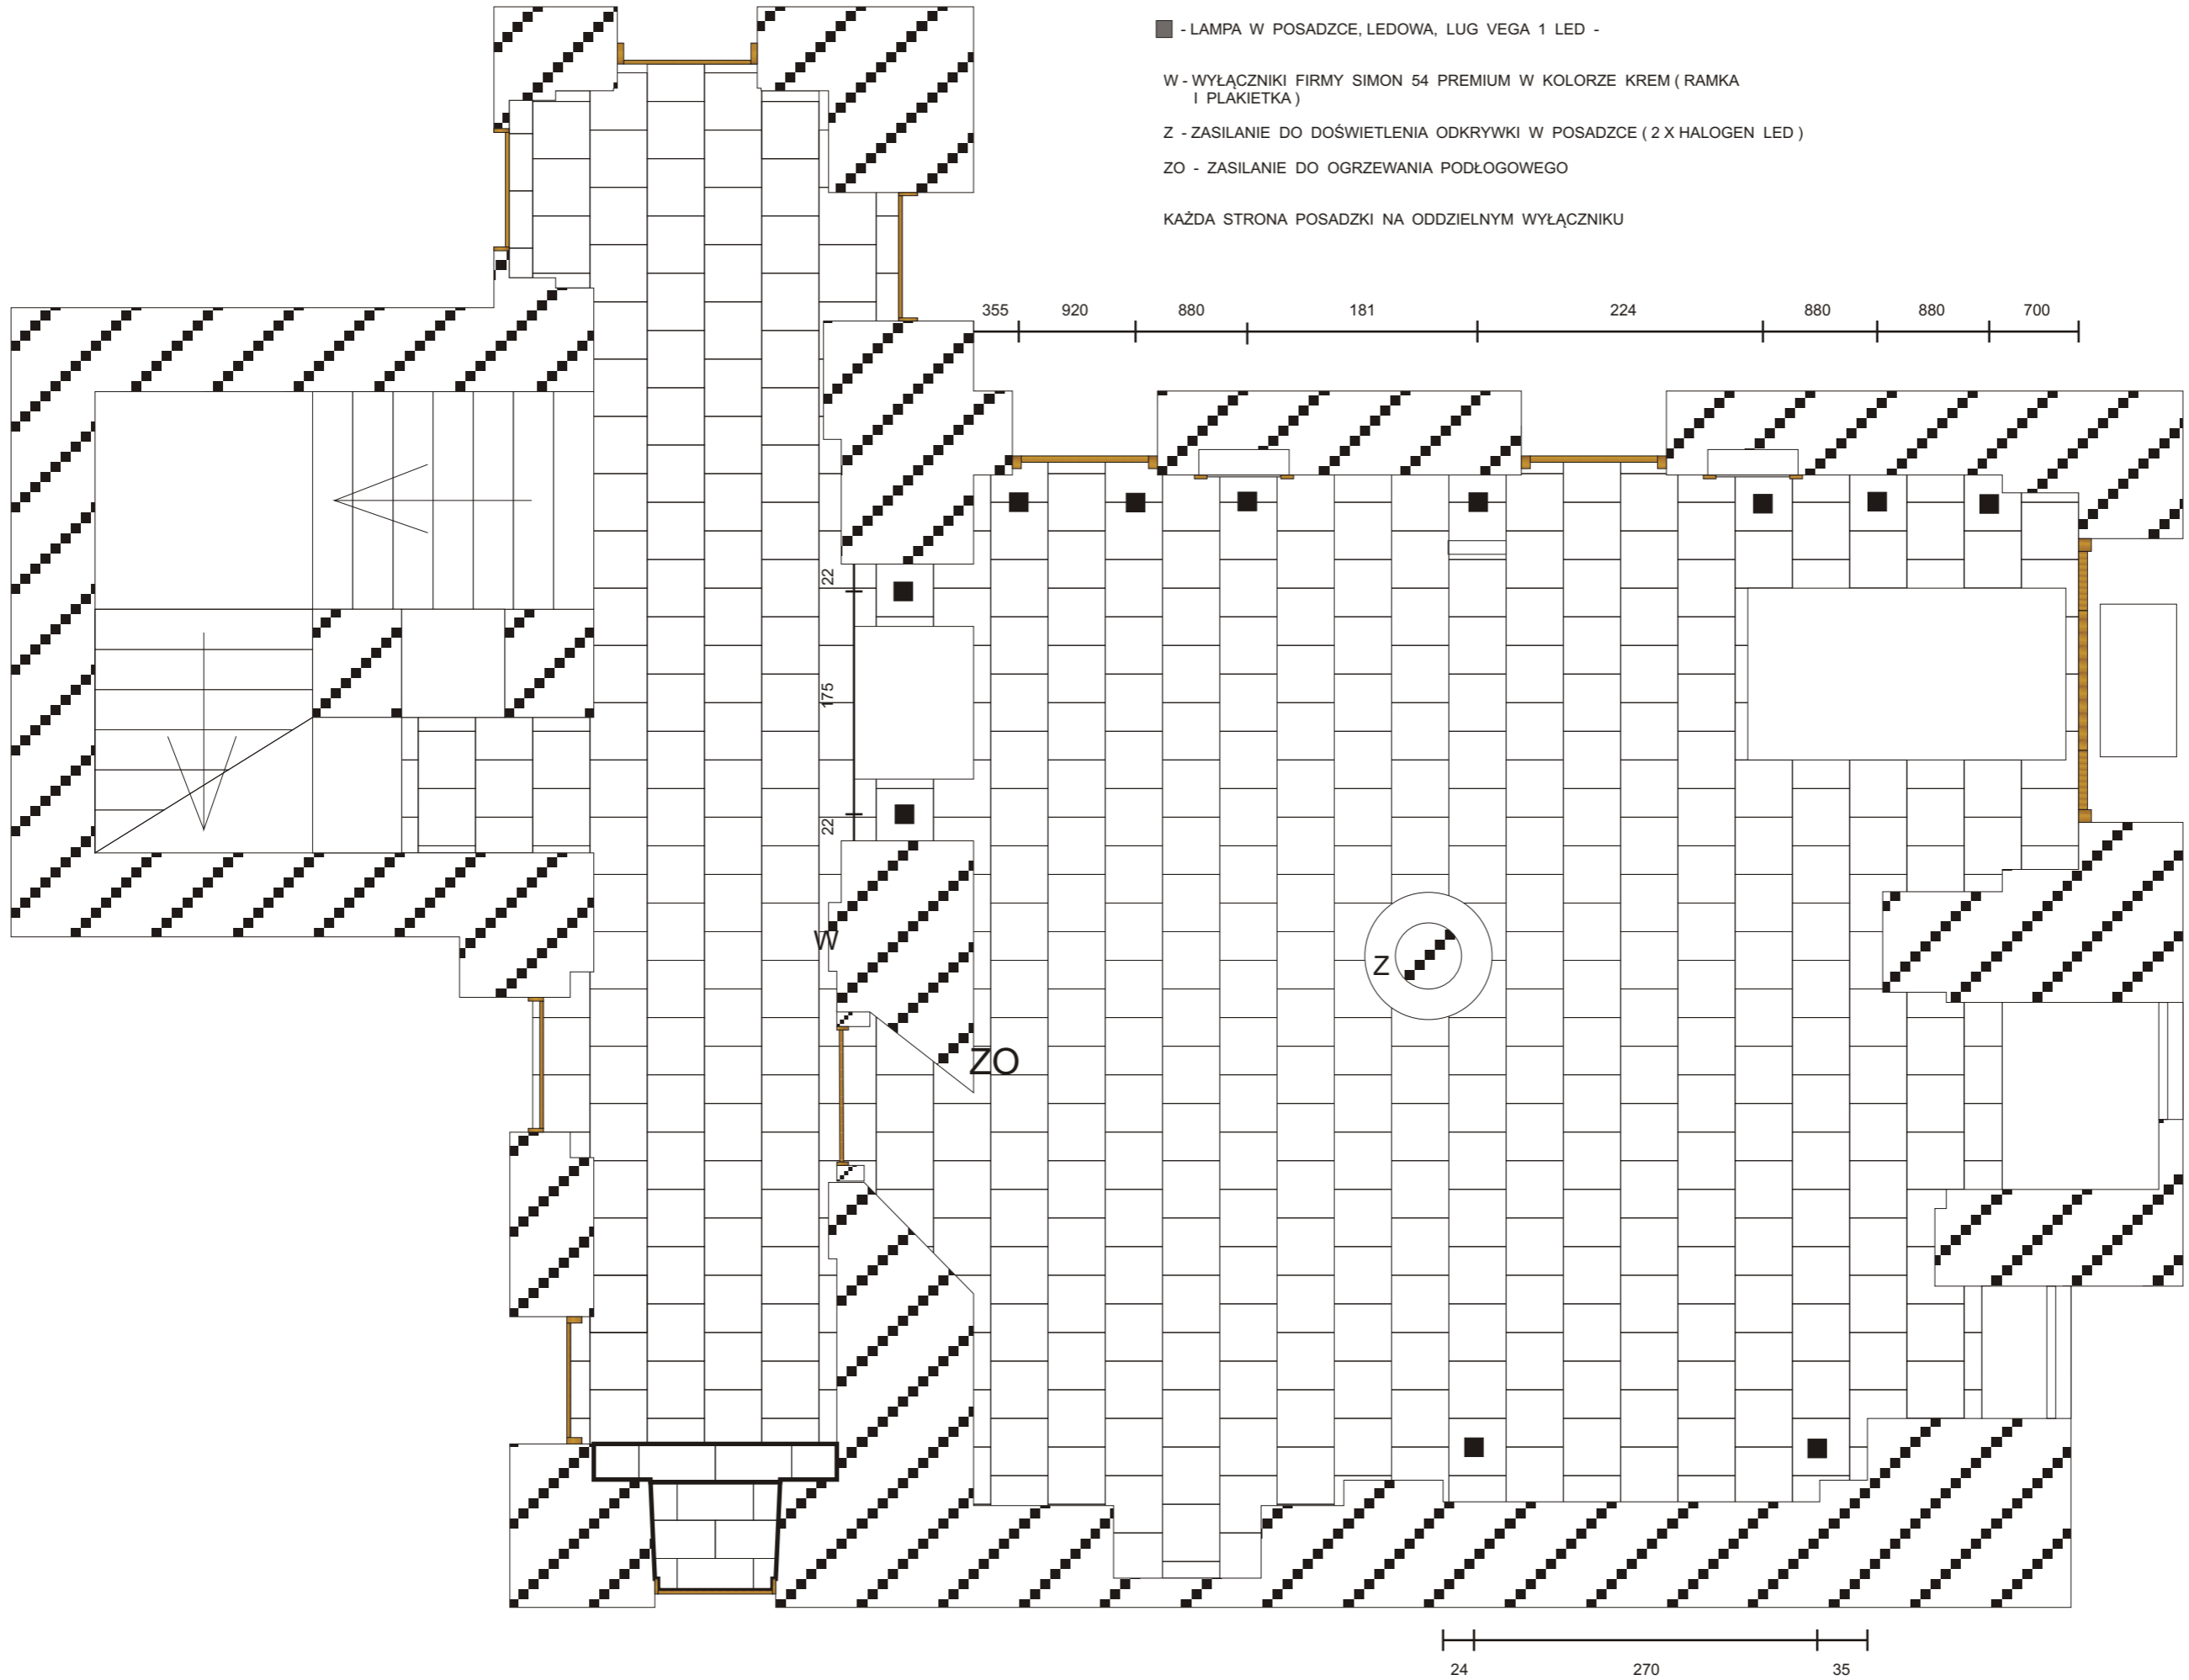 - LAMPA W POSADZCE, LEDOWA, LUG VEGA 1 LED -
W - WYŁĄCZNIKI FIRMY SIMON 54 PREMIUM W KOLORZE KREM ( RAMKA
I PLAKIETKA )
Z - ZASILANIE DO DOŚWIETLENIA ODKRYWKI W POSADZCE ( 2 X HALOGEN LED )
ZO - ZASILANIE DO OGRZEWANIA PODŁOGOWEGO
KAŻDA STRONA POSADZKI NA ODDZIELNYM WYŁĄCZNIKU
355 920 880 181 224 880 880 700
22
175
22
W
Z
ZO
24 270 35